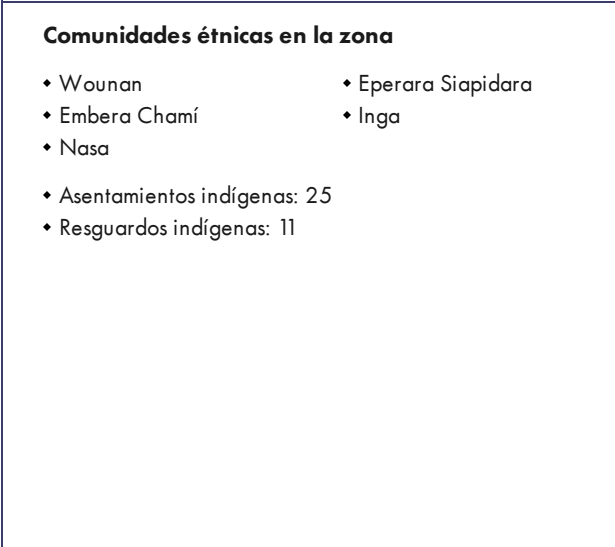 Comunidades étnicas en la zona
◆ Wounan
◆ Embera Chamí
◆ Nasa
◆ Eperara Siapidara
◆ Inga
◆ Asentamientos indígenas: 25
◆ Resguardos indígenas: 11